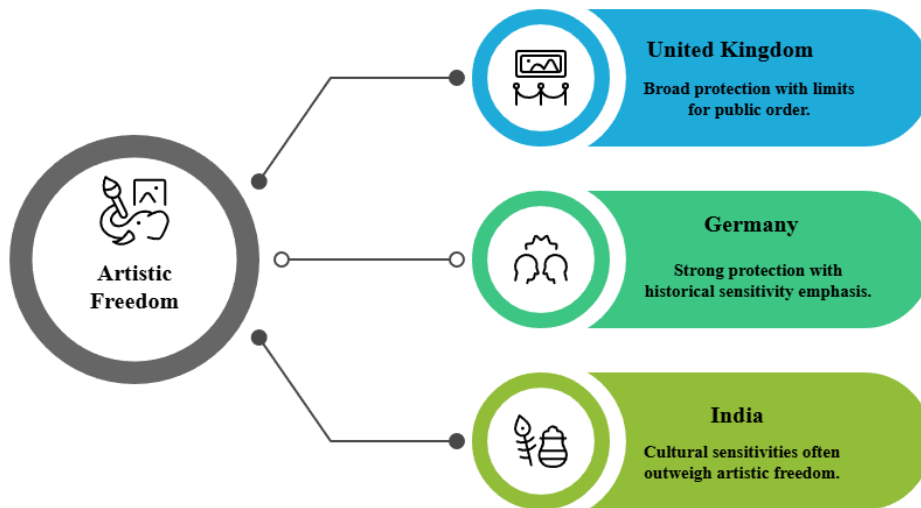 Artistic
Freedom
United Kingdom
Broad protection with limits
for public order.
Germany
Strong protection with
historical sensitivity emphasis.
India
Cultural sensitivities often
outweigh artistic freedom.